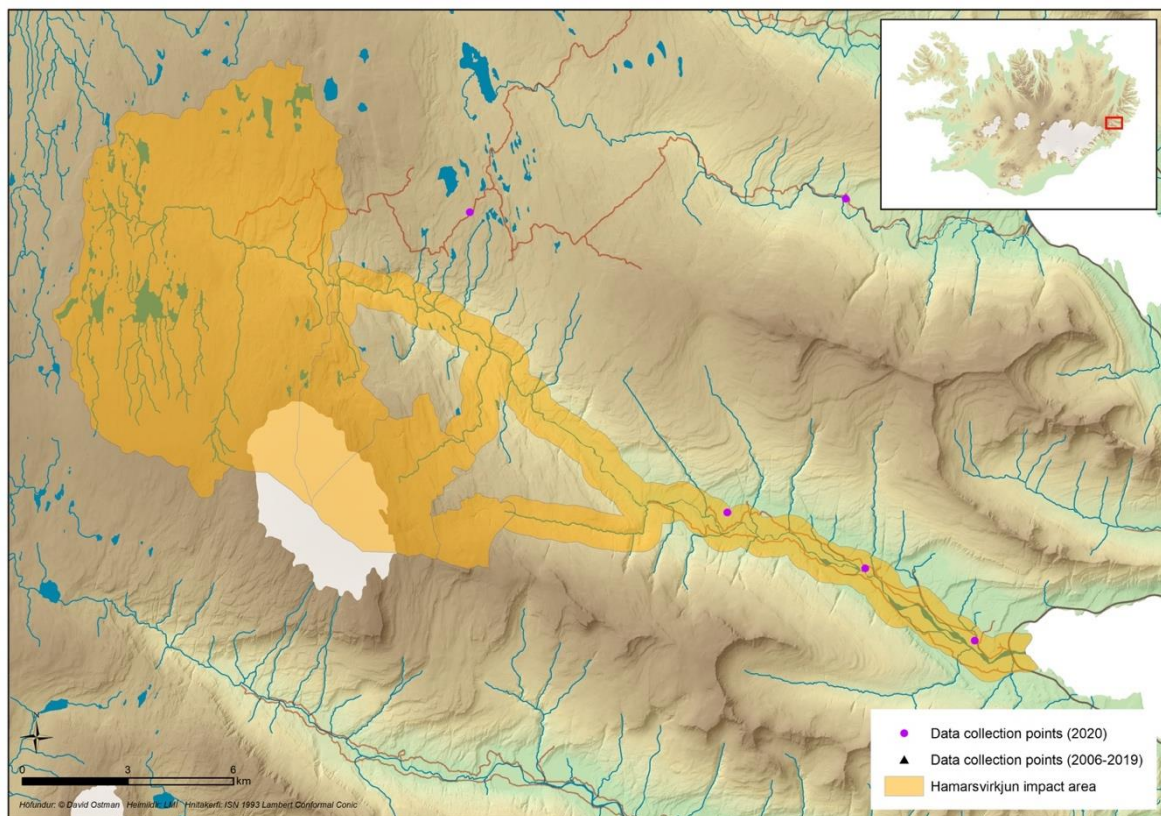 Data collection points (2020)
Data collection points (2006-2019)
Hamarsvirkjun impact area
0 3 6
km
Höfundur: © David Ostman Heimildir: LMÍ Hnitakerfi: ISN 1993 Lambert Conformal Conic